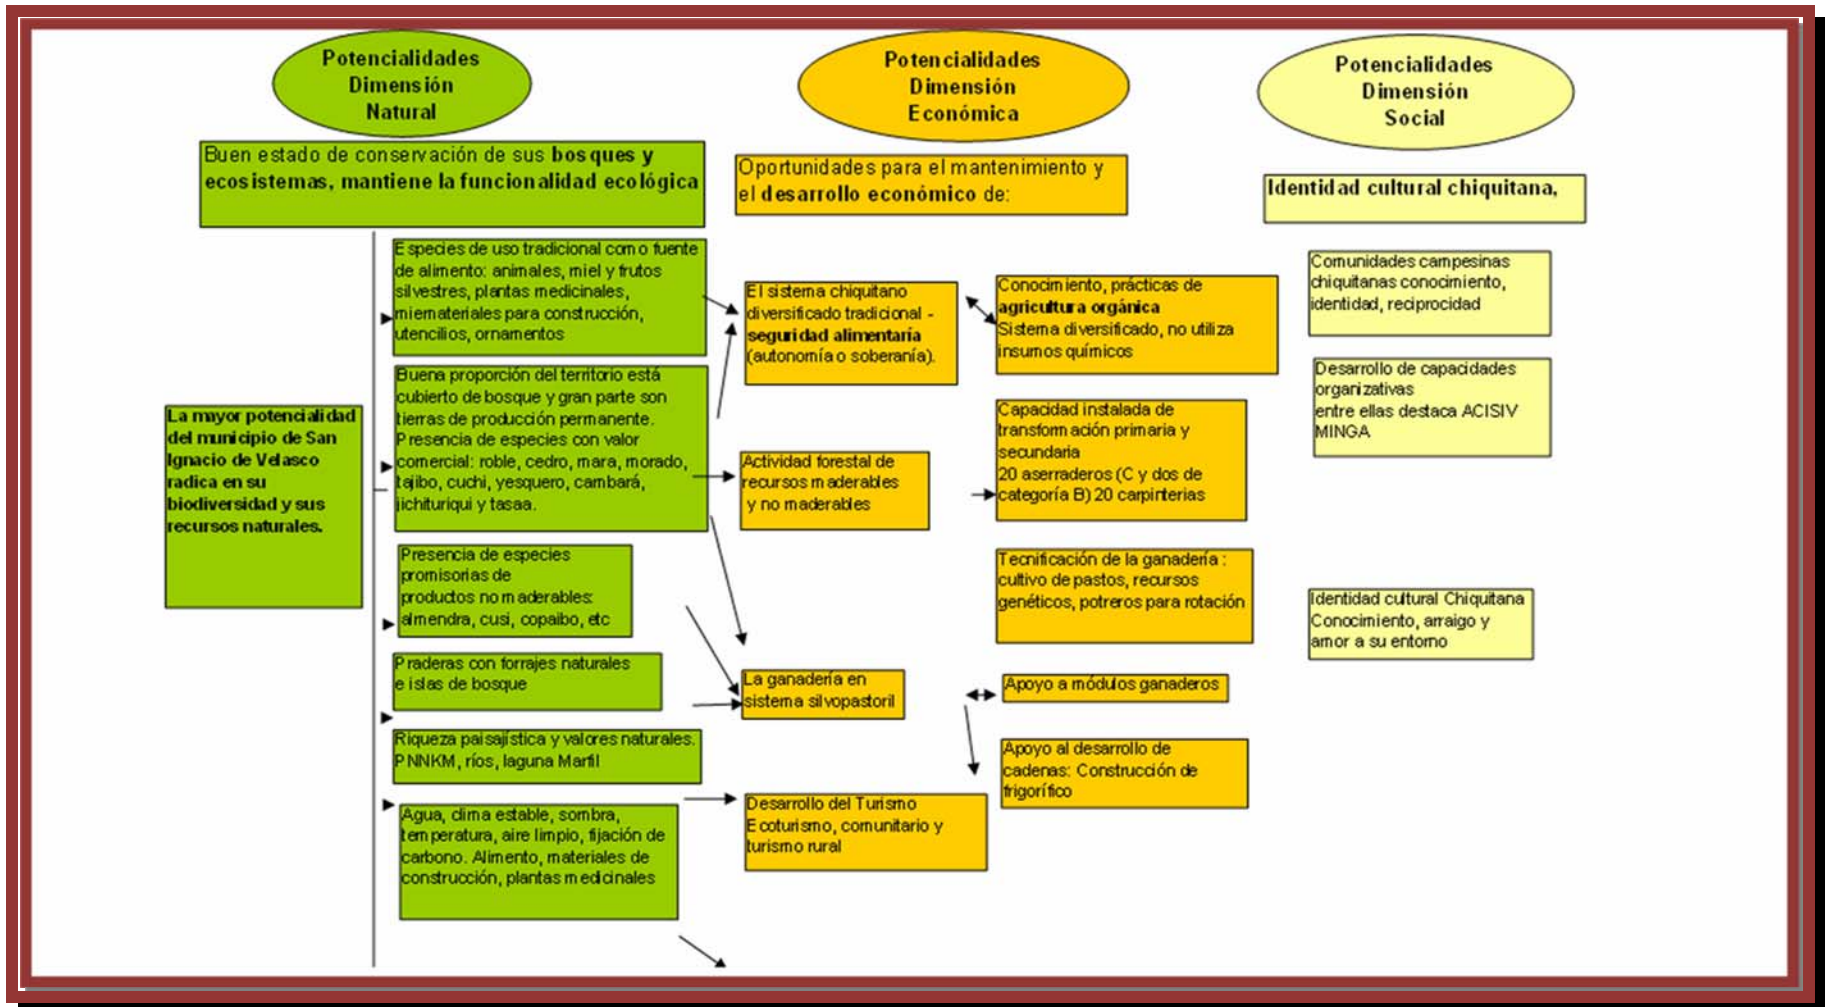 Potencialidades
Dimensión
Natural
Buen estado de conservación de sus bosques y
ecosistemas, mantiene la funcionalidad ecológica
La mayor potencialidad
del municipio de San
Ignacio de Velasco
radica en su
biodiversidad y sus
recursos naturales.
Especies de uso tradicional como fuente
de alimento: animales, miel y frutos
silvestres, plantas medicinales,
miemateriales para construcción,
utencilios, ornamentos
Buena proporción del territorio está
cubierto de bosque y gran parte son
tierras de producción permanente.
Presencia de especies con valor
comercial: roble, cedro, mara, morado,
tajibo, cuchi, yesquero, cambará,
jichituriqui y tasaa.
Presencia de especies
promisorias de
productos no maderables:
almendra, cusi, copaibo, etc
Praderas con forrajes naturales
e islas de bosque
Riqueza paisajística y valores naturales.
PNNKM, ríos, laguna Marfil
Agua, clima estable, sombra,
temperatura, aire limpio, fijación de
carbono. Alimento, materiales de
construcción, plantas medicinales
Potencialidades
Dimensión
Económica
Oportunidades para el mantenimiento y
el desarrollo económico de:
El sistema chiquitano
diversificado tradicional -
seguridad alimentaría
(autonomía o soberanía).
Actividad forestal de
recursos maderables
y no maderables
La ganadería en
sistema silvopastoril
Desarrollo del Turismo
Ecoturismo, comunitario y
turismo rural
Conocimiento, prácticas de
agricultura orgánica
Sistema diversificado, no utiliza
insumos químicos
Capacidad instalada de
transformación primaria y
secundaria
20 aserraderos (C y dos de
categoría B) 20 carpinterias
Tecnificación de la ganadería :
cultivo de pastos, recursos
genéticos, potreros para rotación
Apoyo a módulos ganaderos
Apoyo al desarrollo de
cadenas: Construcción de
frigorífico
Potencialidades
Dimensión
Social
Identidad cultural chiquitana,
Comunidades campesinas
chiquitanas conocimiento,
identidad, reciprocidad
Desarrollo de capacidades
organizativas
entre ellas destaca ACISIV
MINGA
Identidad cultural Chiquitana
Conocimiento, arraigo y
amor a su entorno